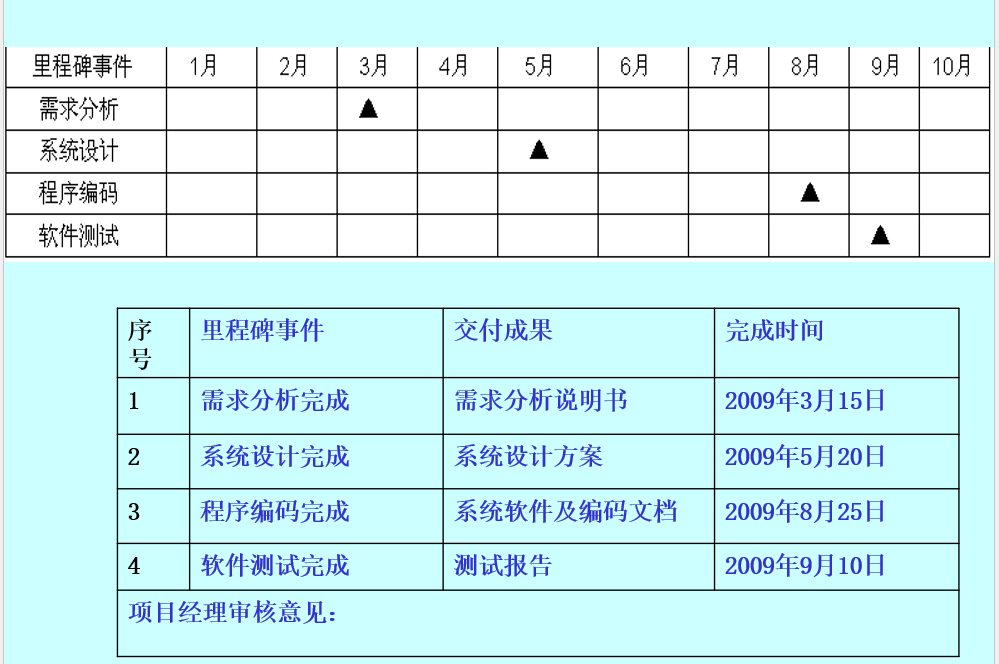 里程碑事件 1月 2月 3月 4月 5月 6月 7月 8月 9月 10月
需求分析 ▲
系统设计 ▲
程序编码 ▲
软件测试 ▲
序号 里程碑事件 交付成果 完成时间
1 需求分析完成 需求分析说明书 2009年3月15日
2 系统设计完成 系统设计方案 2009年5月20日
3 程序编码完成 系统软件及编码文档 2009年8月25日
4 软件测试完成 测试报告 2009年9月10日
项目经理审核意见：